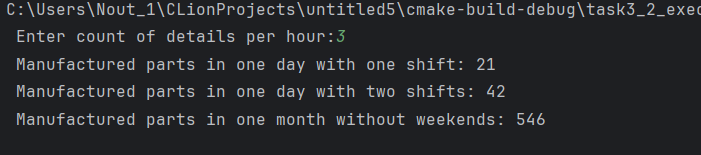 C:\Users\Nout_1\CLionProjects\untitled5\cmake-build-debug\task3_2_exec
Enter count of details per hour:3
Manufactured parts in one day with one shift: 21
Manufactured parts in one day with two shifts: 42
Manufactured parts in one month without weekends: 546